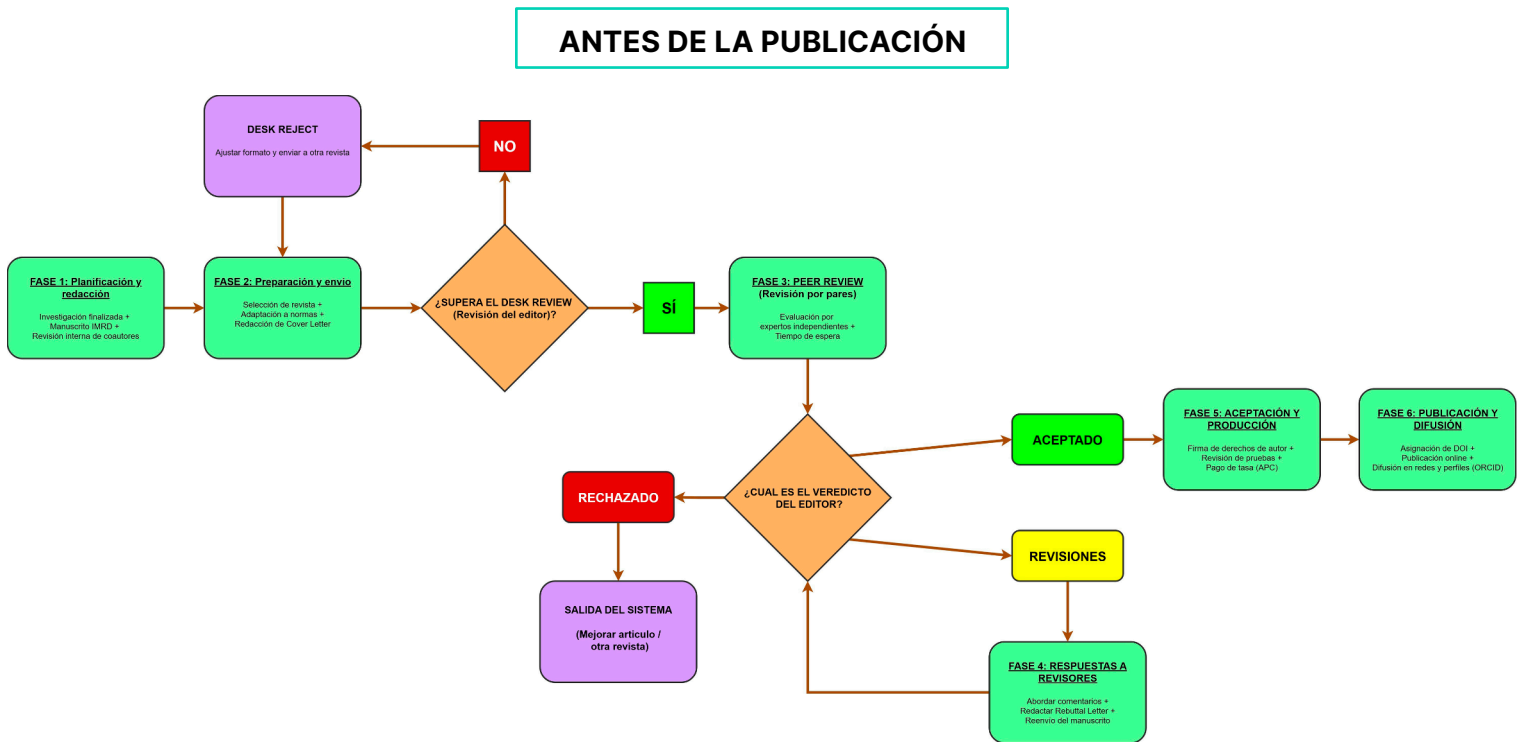 ANTES DE LA PUBLICACIÓN
DESK REJECT
Ajustar formato y enviar a otra revista
NO
FASE 1: Planificación y
redacción
Investigación finalizada +
Manuscrito IMRD +
Revisión interna de coautores
FASE 2: Preparación y envio
Selección de revista +
Adaptación a normas +
Redacción de Cover Letter
¿SUPERA EL DESK REVIEW
(Revisión del editor)?
SÍ
FASE 3: PEER REVIEW
(Revisión por pares)
Evaluación por
expertos independientes +
Tiempo de espera
¿CUAL ES EL VEREDICTO
DEL EDITOR?
ACEPTADO
FASE 5: ACEPTACIÓN Y
PRODUCCIÓN
Firma de derechos de autor +
Revisión de pruebas +
Pago de tasa (APC)
FASE 6: PUBLICACIÓN Y
DIFUSIÓN
Asignación de DOI +
Publicación online +
Difusión en redes y perfiles (ORCID)
RECHAZADO
SALIDA DEL SISTEMA
(Mejorar articulo /
otra revista)
REVISIONES
FASE 4: RESPUESTAS A
REVISORES
Abordar comentarios +
Redactar Rebuttal Letter +
Reenvío del manuscrito